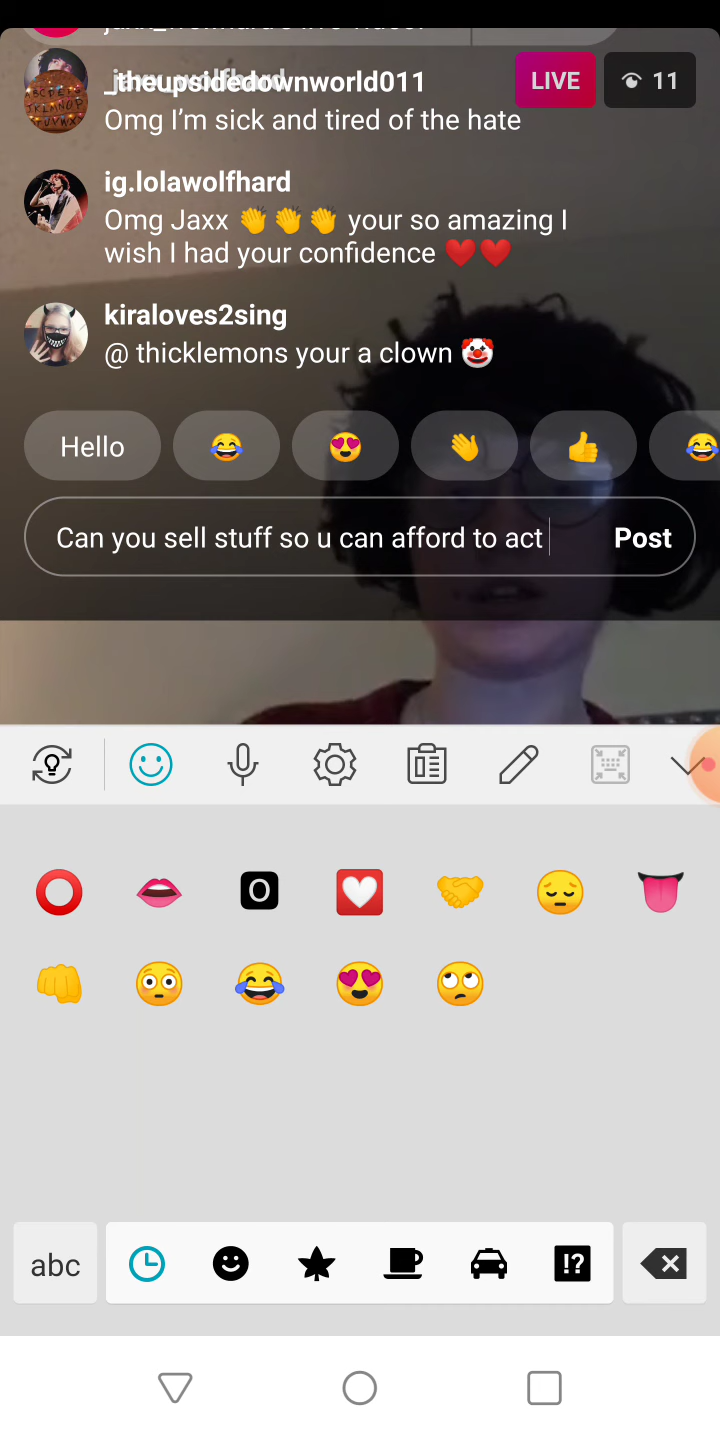 _theupsidedownworld011
LIVE
11
Omg I'm sick and tired of the hate
ig.lolawolfhard
Omg Jaxx 👏👏👏 your so amazing I
wish I had your confidence ❤️❤️
kiraloves2sing
@ thicklemons your a clown 🤡
Hello
Can you sell stuff so u can afford to act
Post
abc
!?